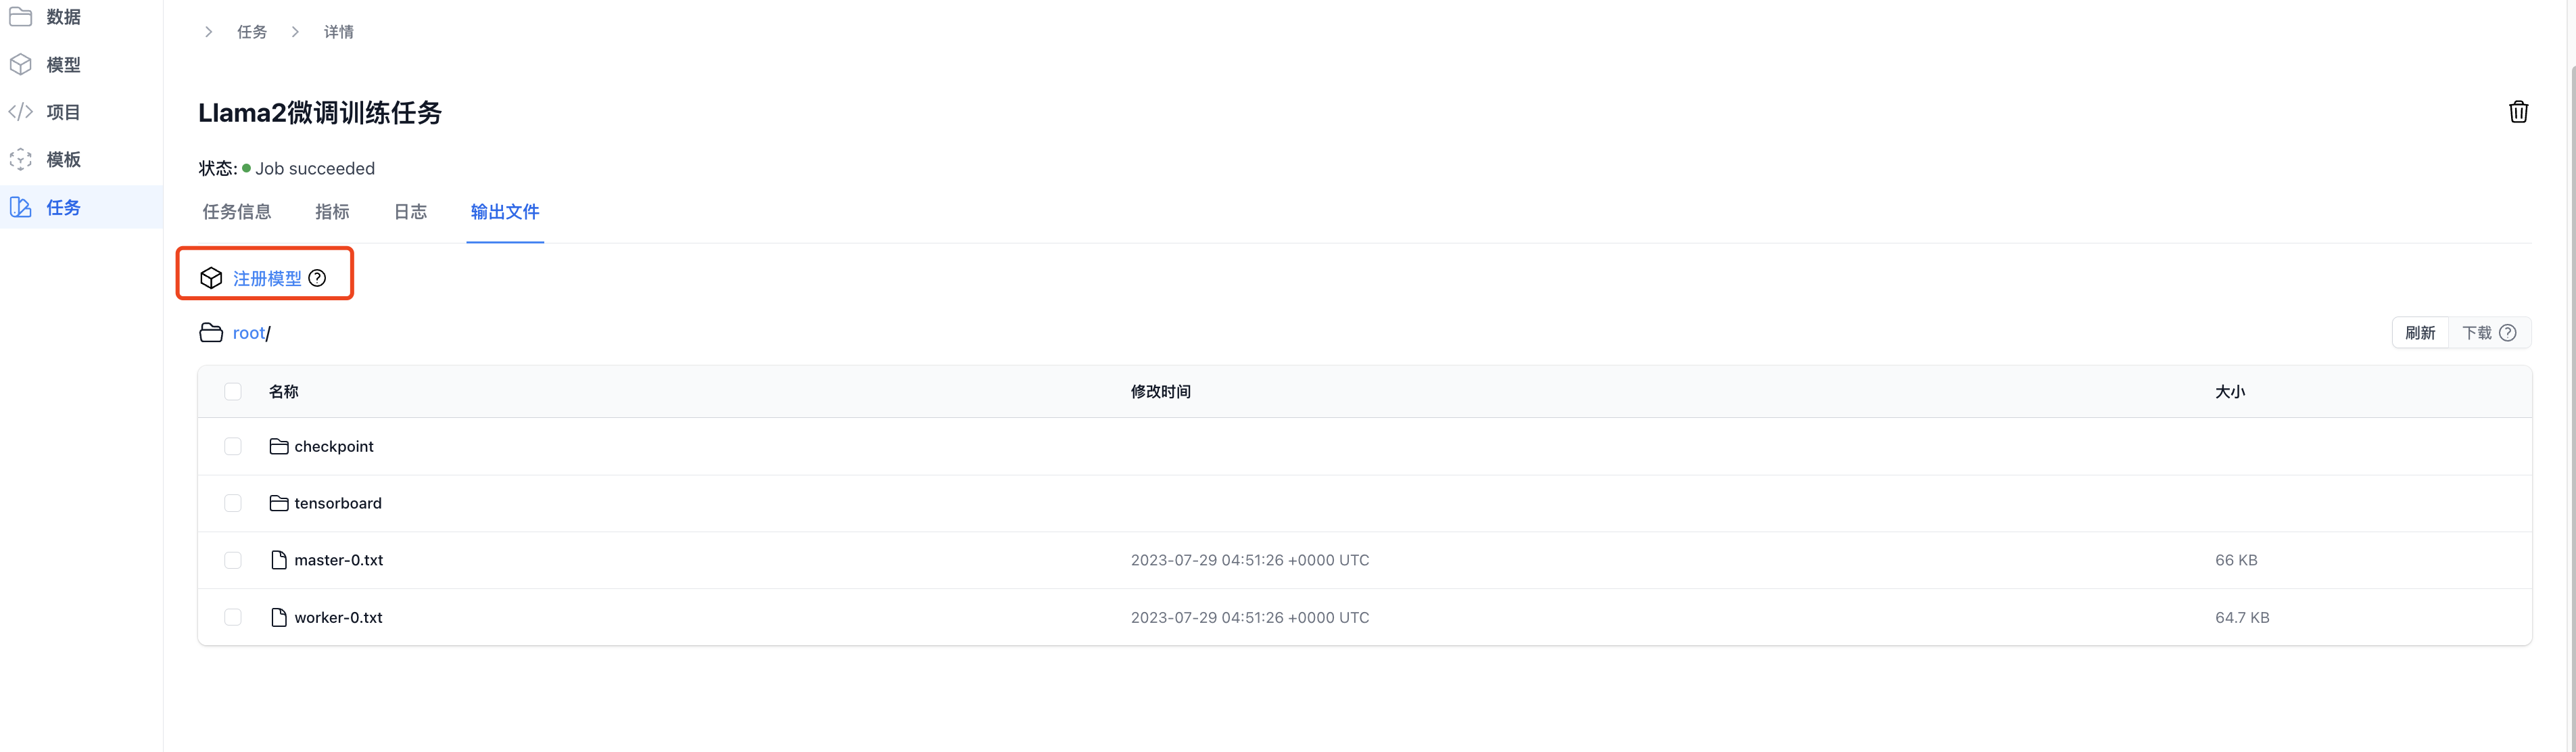 数据
模型
项目
模板
任务
任务 详情
Llama2微调训练任务
状态: Job succeeded
任务信息 指标 日志 输出文件
注册模型
root/
刷新 下载
名称 修改时间 大小
checkpoint
tensorboard
master-0.txt 2023-07-29 04:51:26 +0000 UTC 66 KB
worker-0.txt 2023-07-29 04:51:26 +0000 UTC 64.7 KB